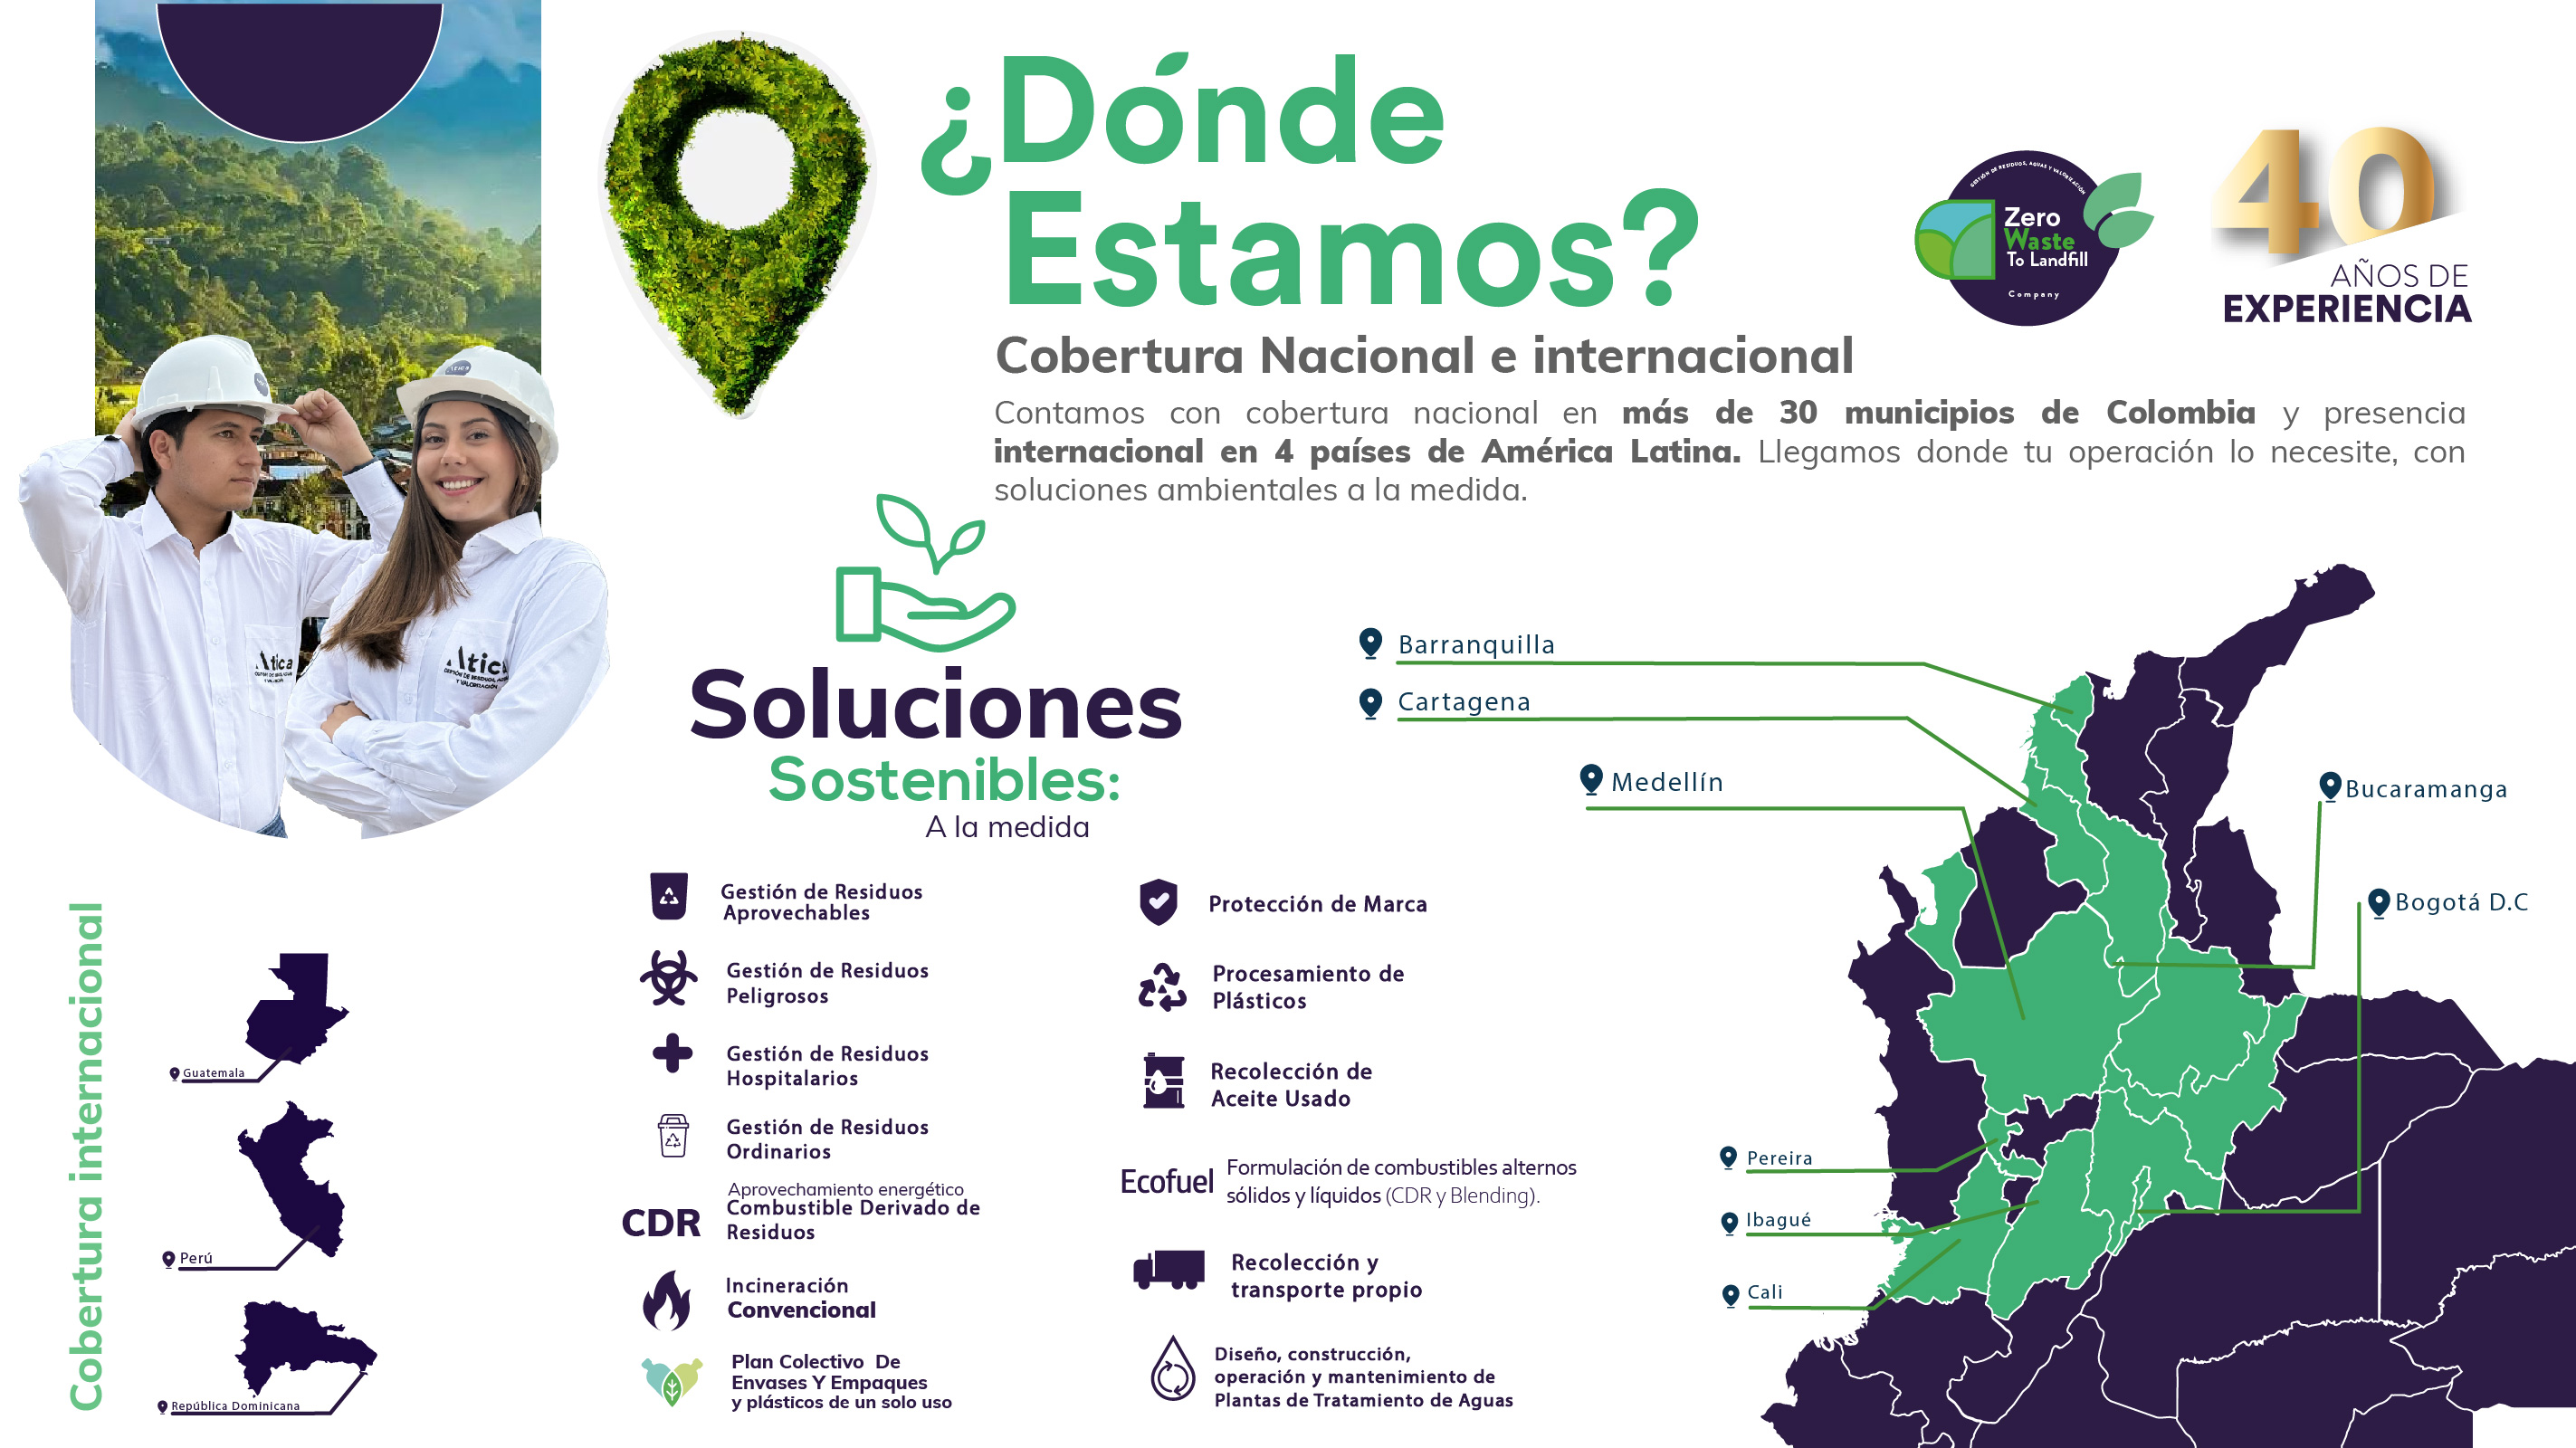 ¿Dónde
Estamos?
GESTIÓN DE RESIDUOS, AGUAS Y VALORIZACIÓN
Zero
Waste
To Landfill
Company
40
AÑOS DE
EXPERIENCIA
Cobertura Nacional e internacional
Contamos con cobertura nacional en más de 30 municipios de Colombia y presencia
internacional en 4 países de América Latina. Llegamos donde tu operación lo necesite, con
soluciones ambientales a la medida.
Soluciones
Sostenibles:
A la medida
Gestión de Residuos
Aprovechables
Gestión de Residuos
Peligrosos
Gestión de Residuos
Hospitalarios
Gestión de Residuos
Ordinarios
Aprovechamiento energético
CDR
Combustible Derivado de
Residuos
Incineración
Convencional
Plan Colectivo De
Envases Y Empaques
y plásticos de un solo uso
Protección de Marca
Procesamiento de
Plásticos
Recolección de
Aceite Usado
Ecofuel
Formulación de combustibles alternos
sólidos y líquidos (CDR y Blending).
Recolección y
transporte propio
Diseño, construcción,
operación y mantenimiento de
Plantas de Tratamiento de Aguas
Barranquilla
Cartagena
Medellín
Bucaramanga
Bogotá D.C
Pereira
Ibagué
Cali
Cobertura internacional
Guatemala
Perú
República Dominicana
Atica